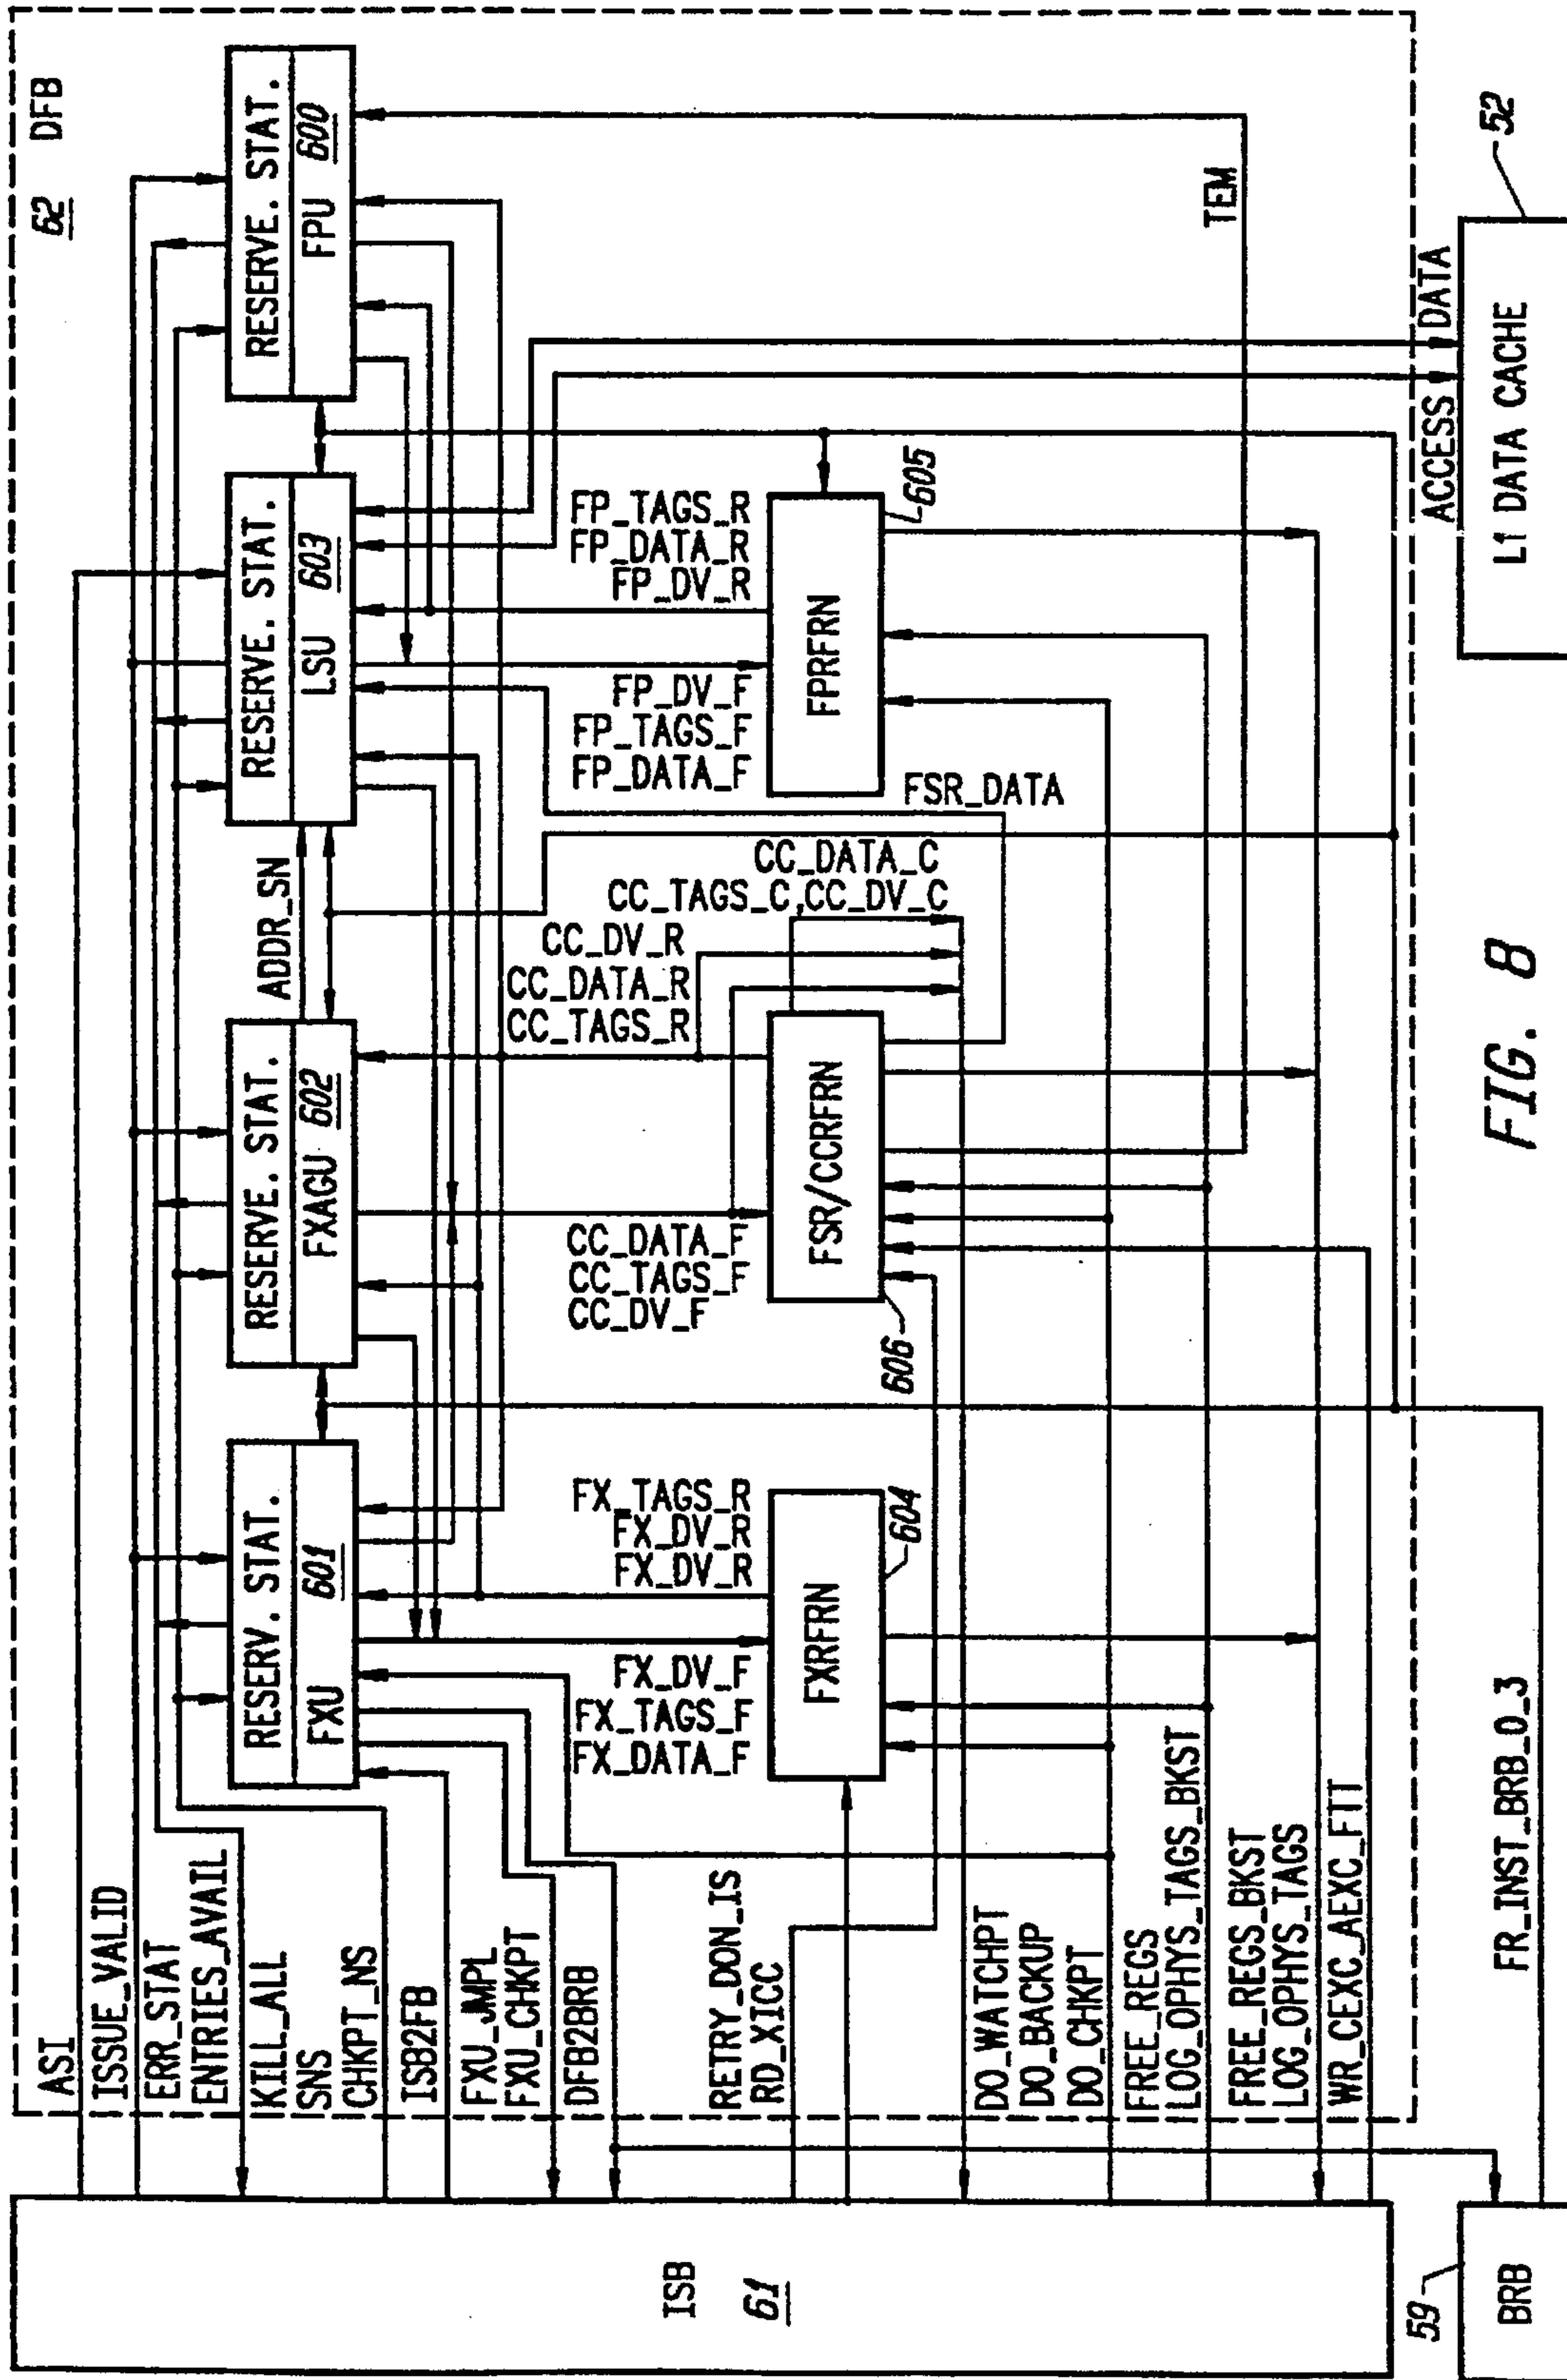 62 DFB
RESERV. STAT.
FXU 601
RESERVE. STAT.
FXAGU 602
RESERVE. STAT.
LSU 603
RESERVE. STAT.
FPU 600
ADDR_SN
ASI
ISSUE_VALID
ERR_STAT
ENTRIES_AVAIL
KILL_ALL
SNS
CHKPT_NS
ISB2FB
FXU_JMPL
FXU_CHKPT
DFB2BRB
RETRY_DON_IS
RD_XICC
DO_WATCHPT
DO_BACKUP
DO_CHKPT
FREE_REGS
LOG_OPHYS_TAGS_BKST
FREE_REGS_BKST
LOG_OPHYS_TAGS
WR_CEXC_AEXC_FTT
FX_TAGS_R
FX_DV_R
FX_DV_R
FX_DV_F
FX_TAGS_F
FX_DATA_F
FXRFRN
604
CC_DATA_C
CC_TAGS_C,CC_DV_C
CC_DV_R
CC_DATA_R
CC_TAGS_R
CC_DATA_F
CC_TAGS_F
CC_DV_F
FSR/CCRFRN
606
FSR_DATA
FP_TAGS_R
FP_DATA_R
FP_DV_R
FP_DV_F
FP_TAGS_F
FP_DATA_F
FPRFRN
605
TEM
ISB
61
ACCESS DATA
L1 DATA CACHE
52
FR_INST_BRB_0_3
59
BRB
FIG. 8